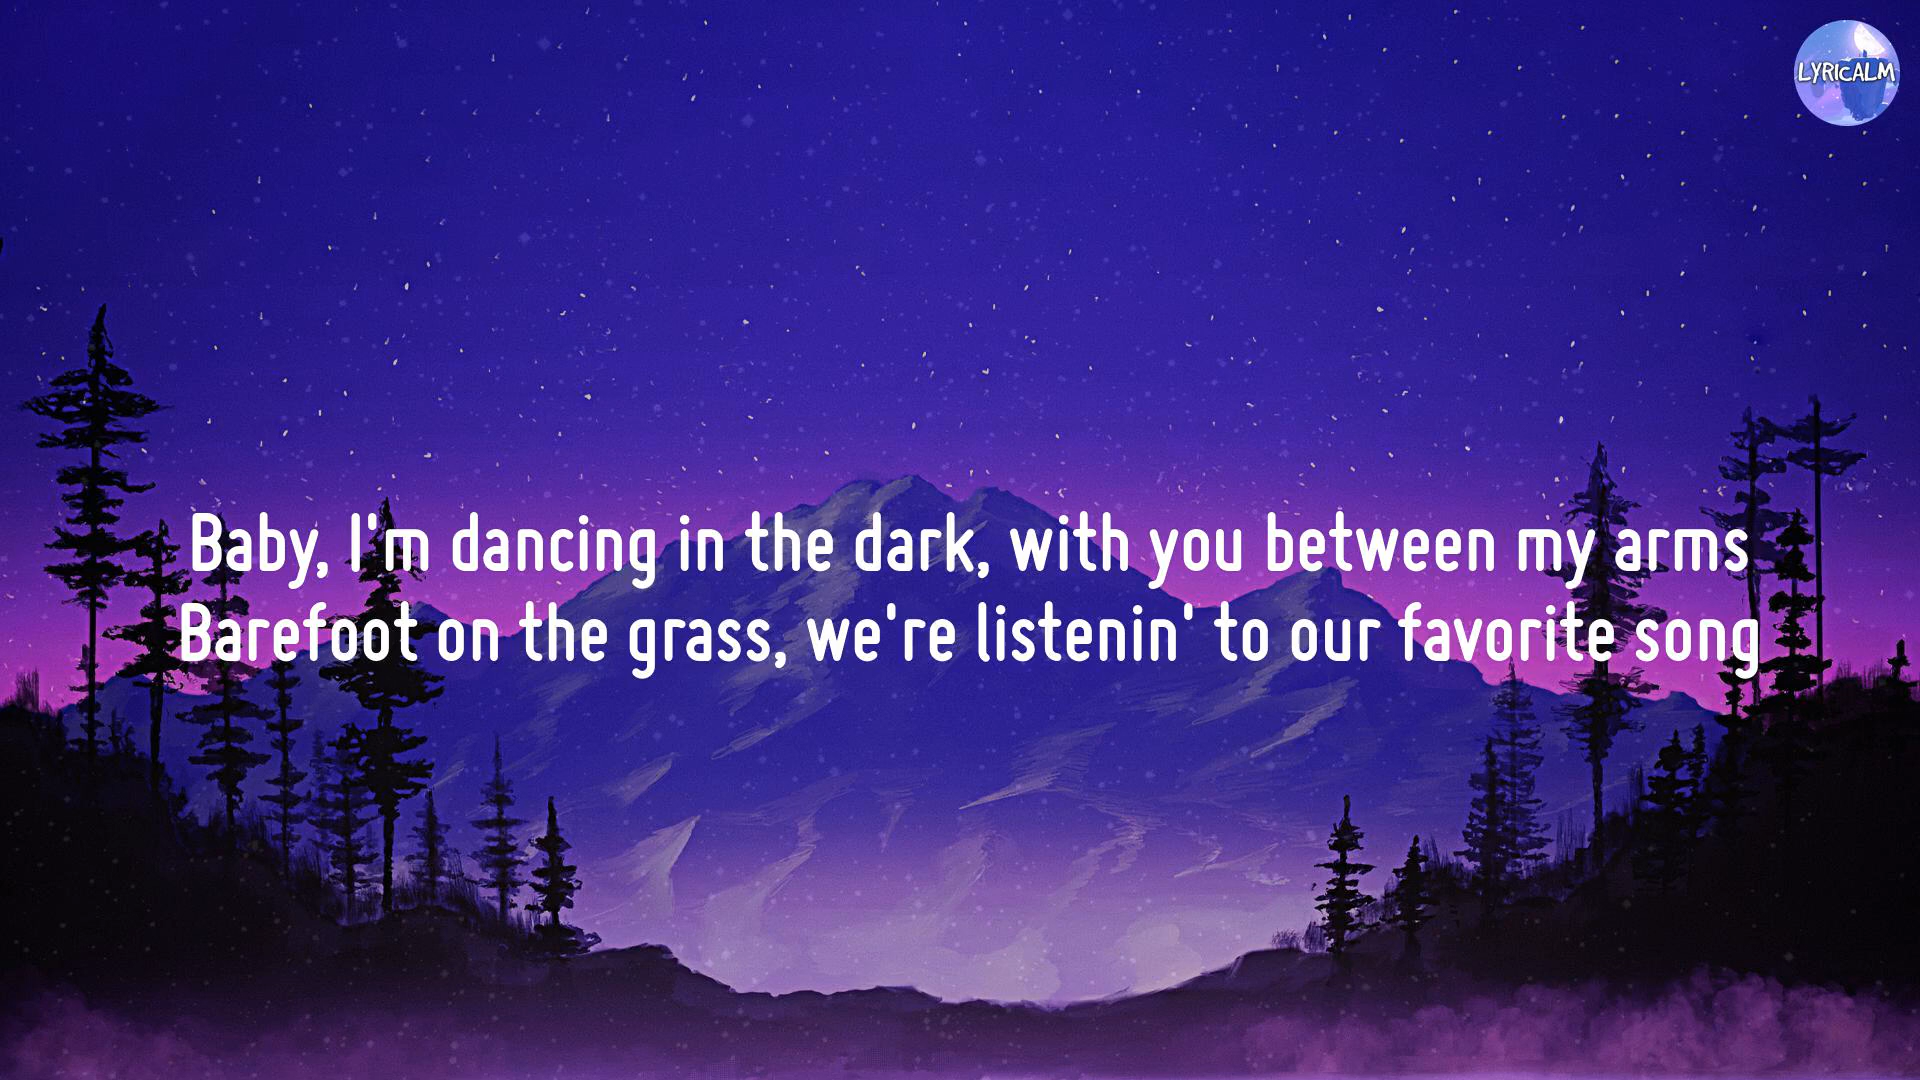 LYRICALM
Baby, I'm dancing in the dark, with you between my arms
Barefoot on the grass, we're listenin' to our favorite song